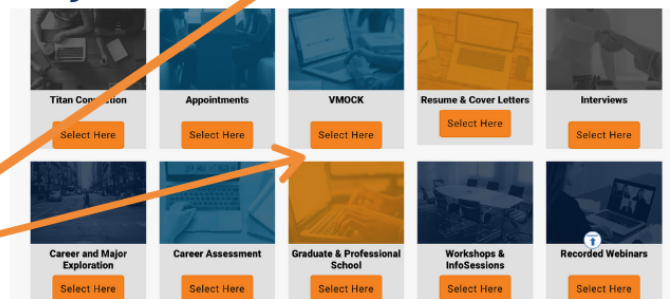 Titan Connection
Appointments
VMOCK
Resume & Cover Letters
Interviews
Select Here
Select Here
Select Here
Select Here
Select Here
Career and Major
Exploration
Career Assessment
Graduate & Professional
School
Workshops &
InfoSessions
Recorded Webinars
Select Here
Select Here
Select Here
Select Here
Select Here